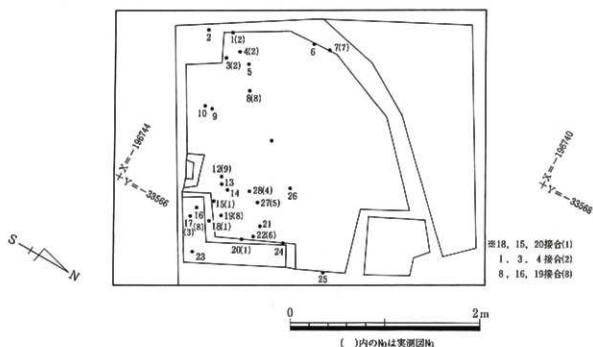 2
1(2)
4(2)
3(2)
5
6
7(7)
8(8)
10
9
X=-196744
Y=-33566
X=-196740
Y=-33568
12(9)
13
14
28(4)
26
27(5)
15(1)
16
17
(3)
(8)
18(1)
19(8)
21
22(6)
20(1)
24
23
25
S
N
※18、15、20接合(1)
1、3、4接合(2)
8、16、19接合(8)
0
2m
( )内のNoは実測図No